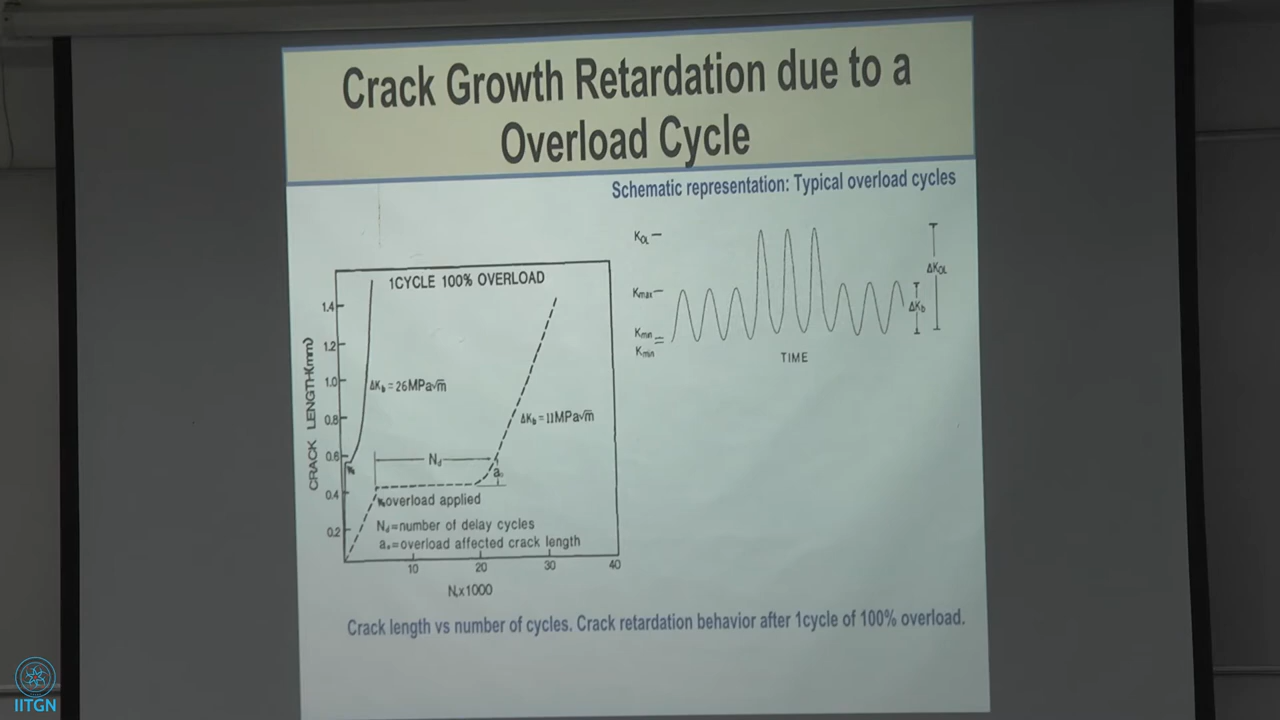 Crack Growth Retardation due to a
Overload Cycle
Schematic representation: Typical overload cycles
1CYCLE 100% OVERLOAD
CRACK LENGTH(mm)
1.4
1.2
1.0
0.8
0.6
0.4
0.2
ΔKb = 26MPa√m
ΔKb = 11MPa√m
Nd
a*
overload applied
Nd=number of delay cycles
a*=overload affected crack length
10
20
30
40
N,x1000
Kmax
Kmin
Kmin
ΔKb
TIME
Crack length vs number of cycles. Crack retardation behavior after 1cycle of 100% overload.
IITGN